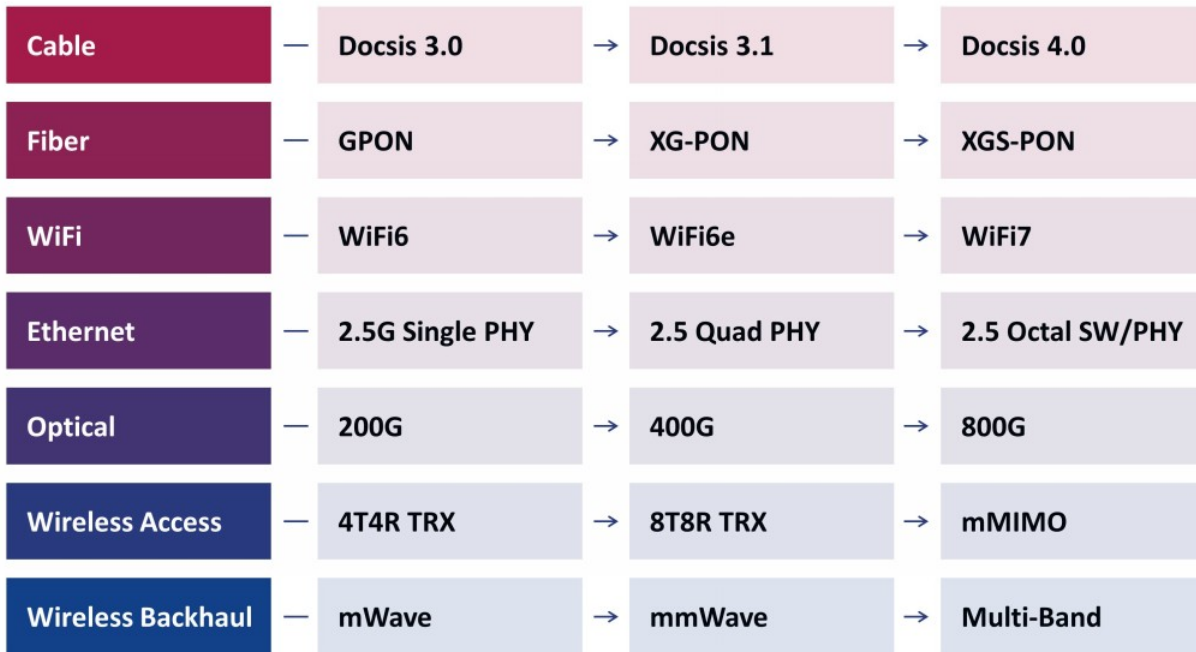 Cable — Docsis 3.0 → Docsis 3.1 → Docsis 4.0
Fiber — GPON → XG-PON → XGS-PON
WiFi — WiFi6 → WiFi6e → WiFi7
Ethernet — 2.5G Single PHY → 2.5 Quad PHY → 2.5 Octal SW/PHY
Optical — 200G → 400G → 800G
Wireless Access — 4T4R TRX → 8T8R TRX → mMIMO
Wireless Backhaul — mWave → mmWave → Multi-Band